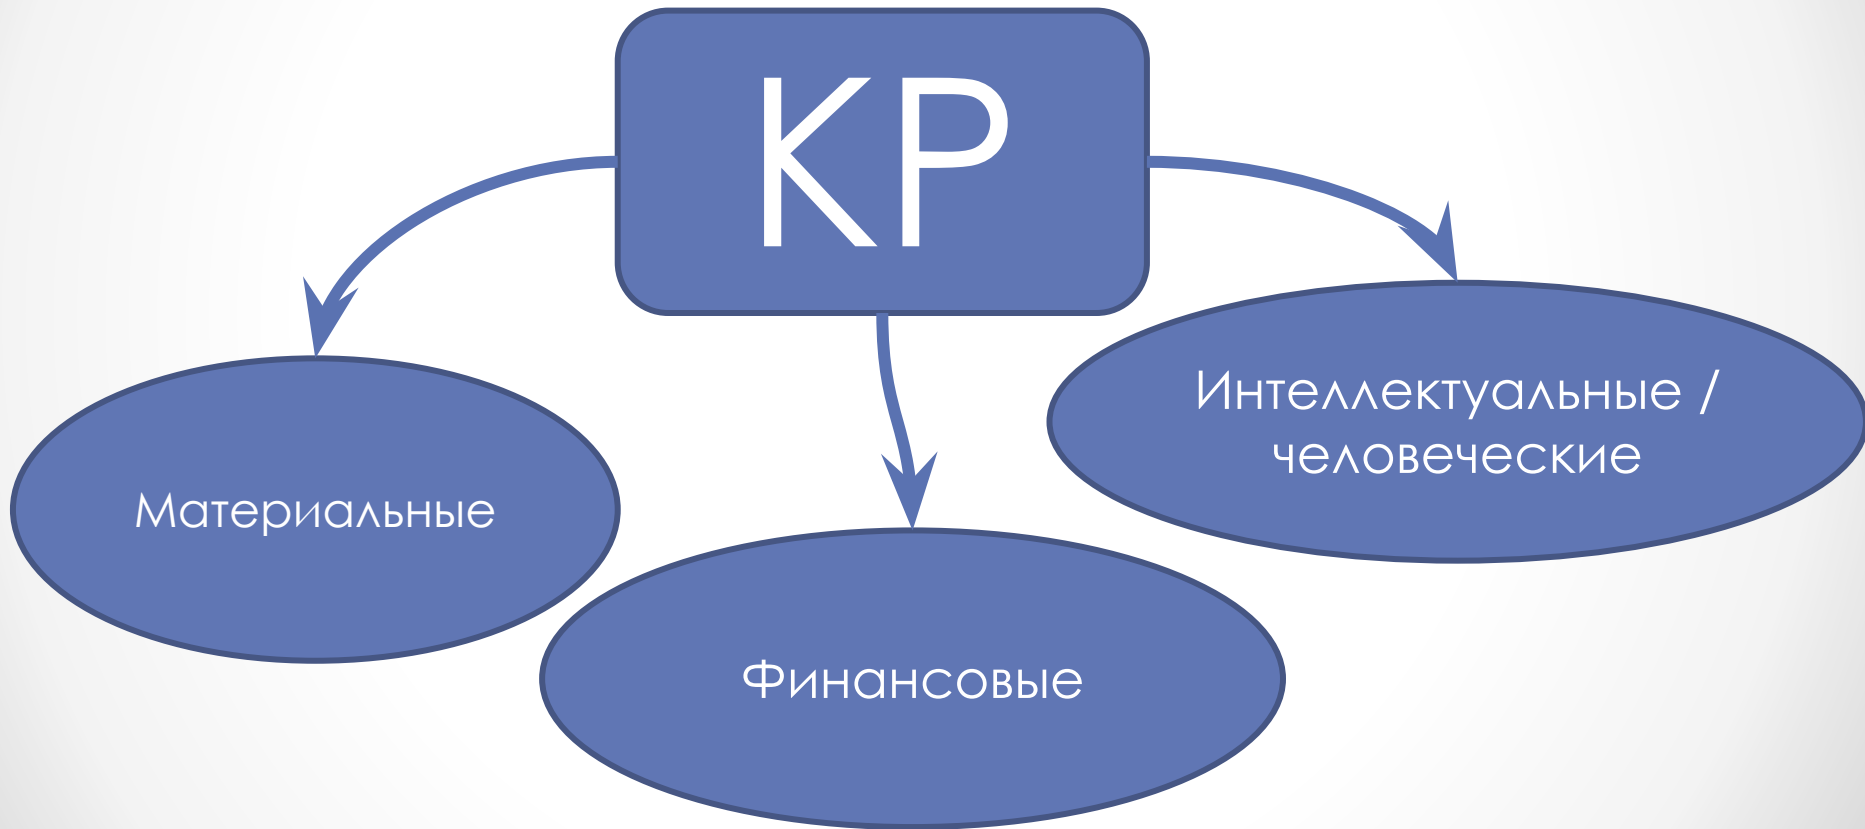 КР
Интеллектуальные /
человеческие
Материальные
Финансовые